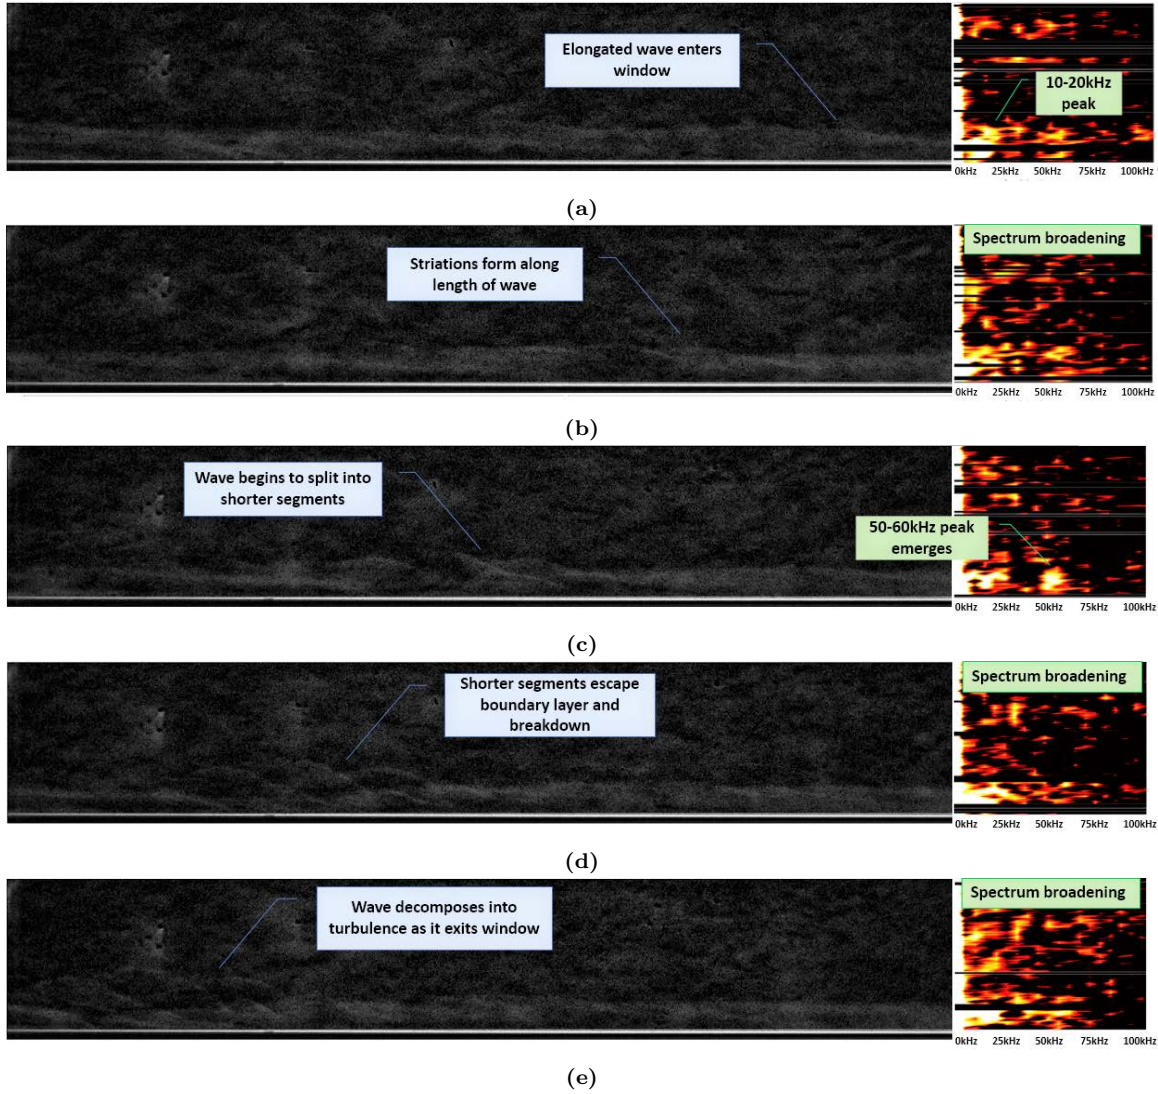 Elongated wave enters
window
10-20kHz
peak
0kHz 25kHz 50kHz 75kHz 100kHz
(a)
Striations form along
length of wave
Spectrum broadening
0kHz 25kHz 50kHz 75kHz 100kHz
(b)
Wave begins to split into
shorter segments
50-60kHz peak
emerges
0kHz 25kHz 50kHz 75kHz 100kHz
(c)
Shorter segments escape
boundary layer and
breakdown
Spectrum broadening
0kHz 25kHz 50kHz 75kHz 100kHz
(d)
Wave decomposes into
turbulence as it exits window
Spectrum broadening
0kHz 25kHz 50kHz 75kHz 100kHz
(e)